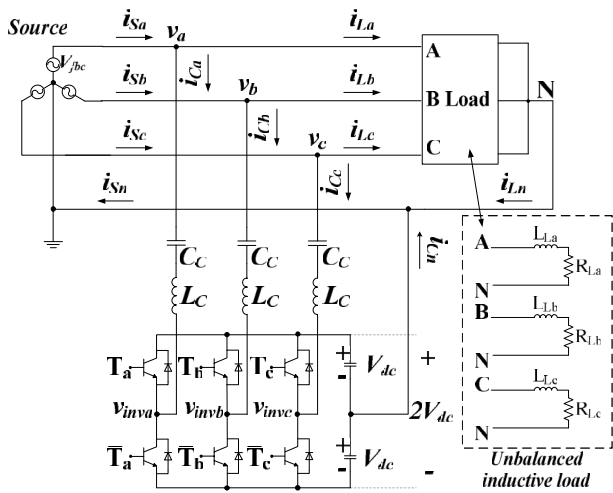 Source
i_Sa
v_a
i_La
V_fbc
i_Ca
A
i_Sb
v_b
i_Lb
B Load
N
i_Cb
i_Sc
v_c
i_Lc
C
i_Cc
i_Sn
i_Ln
i_Cn
C_C
C_C
C_C
L_C
L_C
L_C
A
L_La
R_La
N
B
L_Lb
R_Lb
N
C
L_Lc
R_Lc
N
Unbalanced
inductive load
T_a
T_b
T_c
+
V_dc
-
+
v_inva
v_invb
v_invc
2V_dc
T̅_a
T̅_b
T̅_c
+
V_dc
-
-